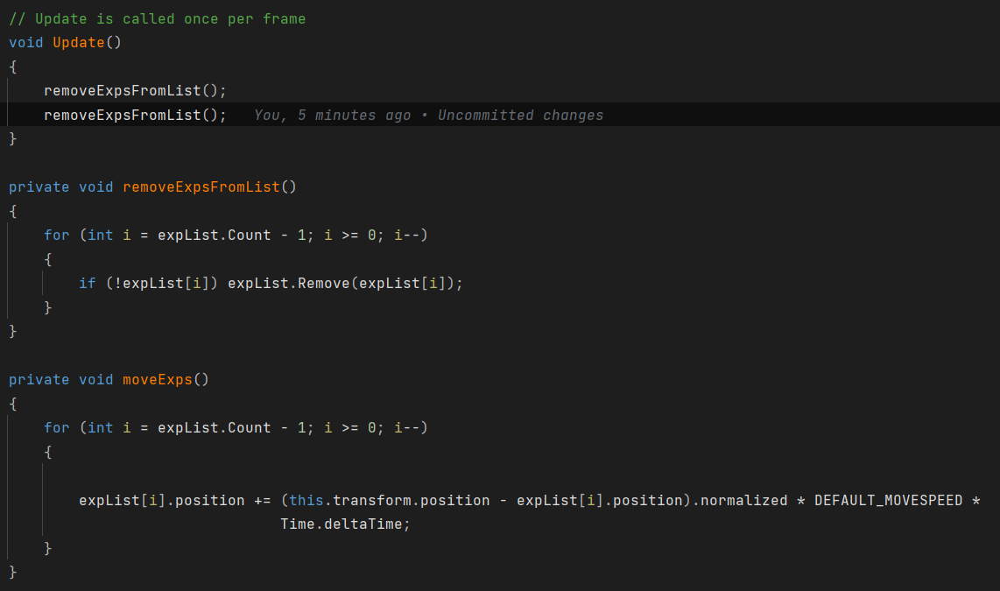 // Update is called once per frame
void Update()
{
    removeExpsFromList();
    removeExpsFromList();   You, 5 minutes ago • Uncommitted changes
}

private void removeExpsFromList()
{
    for (int i = expList.Count - 1; i >= 0; i--)
    {
        if (!expList[i]) expList.Remove(expList[i]);
    }
}

private void moveExps()
{
    for (int i = expList.Count - 1; i >= 0; i--)
    {

        expList[i].position += (this.transform.position - expList[i].position).normalized * DEFAULT_MOVESPEED *
                               Time.deltaTime;
    }
}